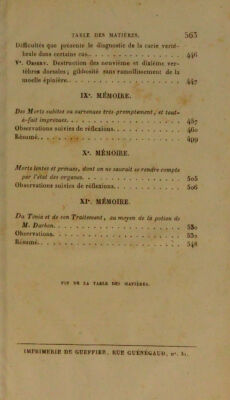 TABLE DES MATIÈRES. 563
Difficultés que présente le diagnostic de la carie verté-
brale dans certains cas. . . . . . . . . . . . . . 446
Ve. OBSERV. Destruction des neuvième et dixième ver-
tèbres dorsales; gibbosité sans ramollissement de la
moelle épinière. . . . . . . . . . . . . . . . . . 447
IXe. MÉMOIRE.
Des Morts subites ou survenues très-promptement, et tout-
à-fait imprévues. . . . . . . . . . . . . . . . . . 457
Observations suivies de réflexions. . . . . . . . . . 460
Résumé. . . . . . . . . . . . . . . . . . . . . . 499
Xe. MÉMOIRE.
Morts lentes et prévues, dont on ne saurait se rendre compte
par l'état des organes. . . . . . . . . . . . . . . . 505
Observations suivies de réflexions. . . . . . . . . . 506
XIe. MÉMOIRE.
Du Ténia et de son Traitement, au moyen de la potion de
M. Darbon. . . . . . . . . . . . . . . . . . . . . 530
Observations. . . . . . . . . . . . . . . . . . . . 532
Résumé. . . . . . . . . . . . . . . . . . . . . . 548
FIN DE LA TABLE DES MATIÈRES.
IMPRIMERIE DE GUEFFIER, RUE GUÉNÉGAUD, no. 31.